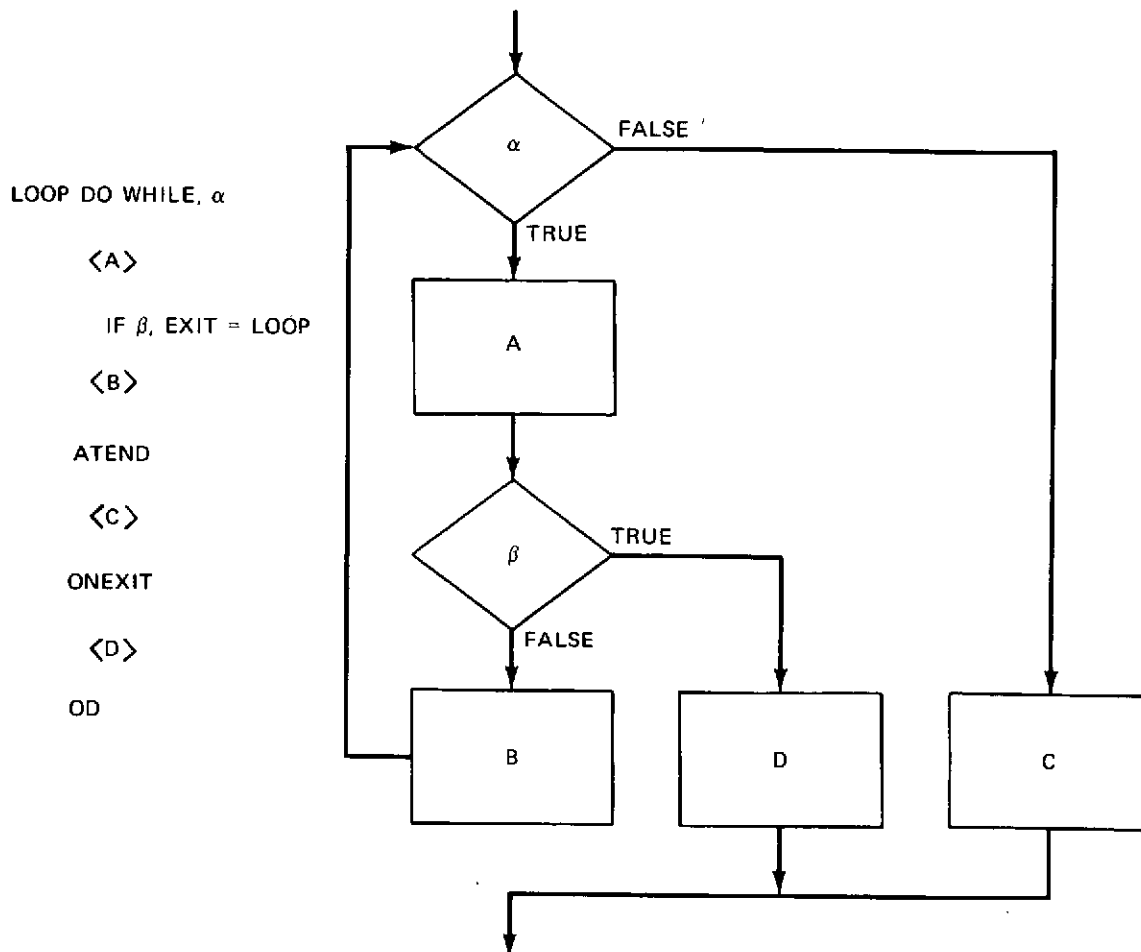 LOOP DO WHILE, α
<A>
IF β, EXIT = LOOP
<B>
ATEND
<C>
ONEXIT
<D>
OD
α
FALSE
TRUE
A
β
TRUE
FALSE
B
D
C